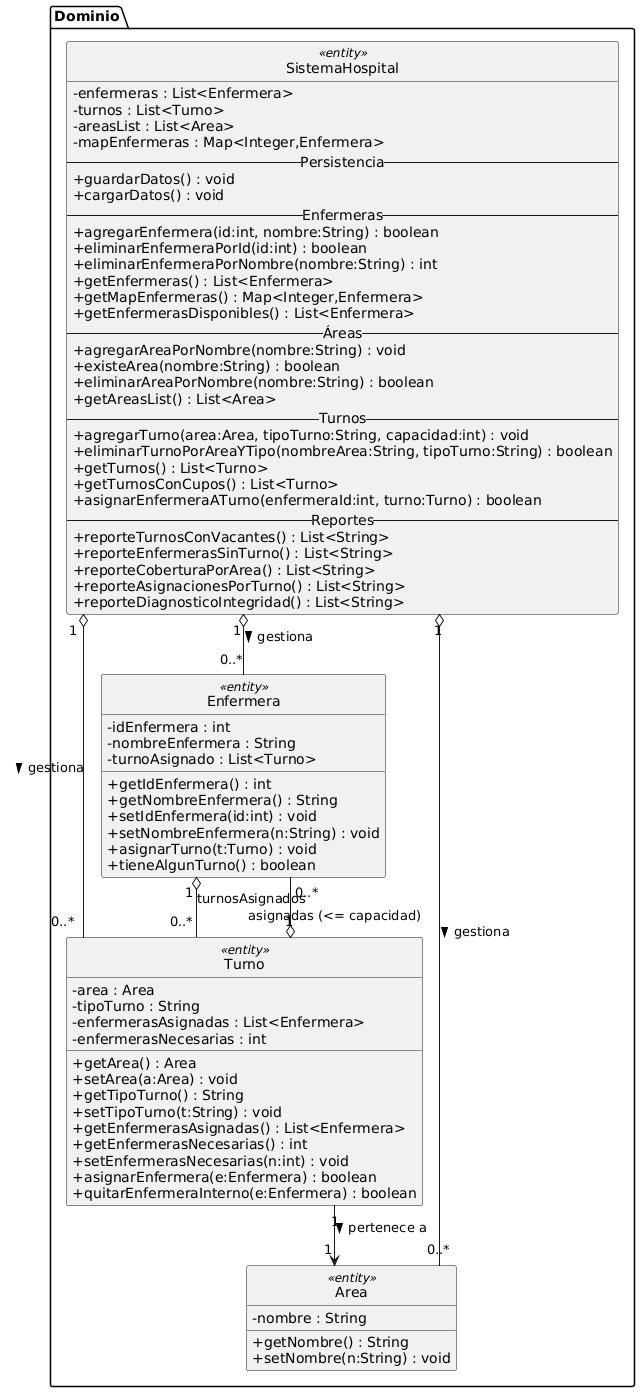 Dominio
«entity»
SistemaHospital
-enfermeras : List<Enfermera>
-turnos : List<Turno>
-areasList : List<Area>
-mapEnfermeras : Map<Integer,Enfermera>
Persistencia
+guardarDatos() : void
+cargarDatos() : void
Enfermeras
+agregarEnfermera(id:int, nombre:String) : boolean
+eliminarEnfermeraPorId(id:int) : boolean
+eliminarEnfermeraPorNombre(nombre:String) : int
+getEnfermeras() : List<Enfermera>
+getMapEnfermeras() : Map<Integer,Enfermera>
+getEnfermerasDisponibles() : List<Enfermera>
Áreas
+agregarAreaPorNombre(nombre:String) : void
+existeArea(nombre:String) : boolean
+eliminarAreaPorNombre(nombre:String) : boolean
+getAreasList() : List<Area>
Turnos
+agregarTurno(area:Area, tipoTurno:String, capacidad:int) : void
+eliminarTurnoPorAreaYTipo(nombreArea:String, tipoTurno:String) : boolean
+getTurnos() : List<Turno>
+getTurnosConCupos() : List<Turno>
+asignarEnfermeraATurno(enfermeraId:int, turno:Turno) : boolean
Reportes
+reporteTurnosConVacantes() : List<String>
+reporteEnfermerasSinTurno() : List<String>
+reporteCoberturaPorArea() : List<String>
+reporteAsignacionesPorTurno() : List<String>
+reporteDiagnosticoIntegridad() : List<String>
1
1
1
gestiona
0..*
«entity»
Enfermera
-idEnfermera : int
-nombreEnfermera : String
-turnoAsignado : List<Turno>
gestiona
+getIdEnfermera() : int
+getNombreEnfermera() : String
+setIdEnfermera(id:int) : void
+setNombreEnfermera(n:String) : void
+asignarTurno(t:Turno) : void
+tieneAlgunTurno() : boolean
1
0..*
turnosAsignados
asignadas (<= capacidad)
0..*
0..*
1
gestiona
«entity»
Turno
-area : Area
-tipoTurno : String
-enfermerasAsignadas : List<Enfermera>
-enfermerasNecesarias : int
+getArea() : Area
+setArea(a:Area) : void
+getTipoTurno() : String
+setTipoTurno(t:String) : void
+getEnfermerasAsignadas() : List<Enfermera>
+getEnfermerasNecesarias() : int
+setEnfermerasNecesarias(n:int) : void
+asignarEnfermera(e:Enfermera) : boolean
+quitarEnfermeraInterno(e:Enfermera) : boolean
1
pertenece a
1
0..*
«entity»
Area
-nombre : String
+getNombre() : String
+setNombre(n:String) : void